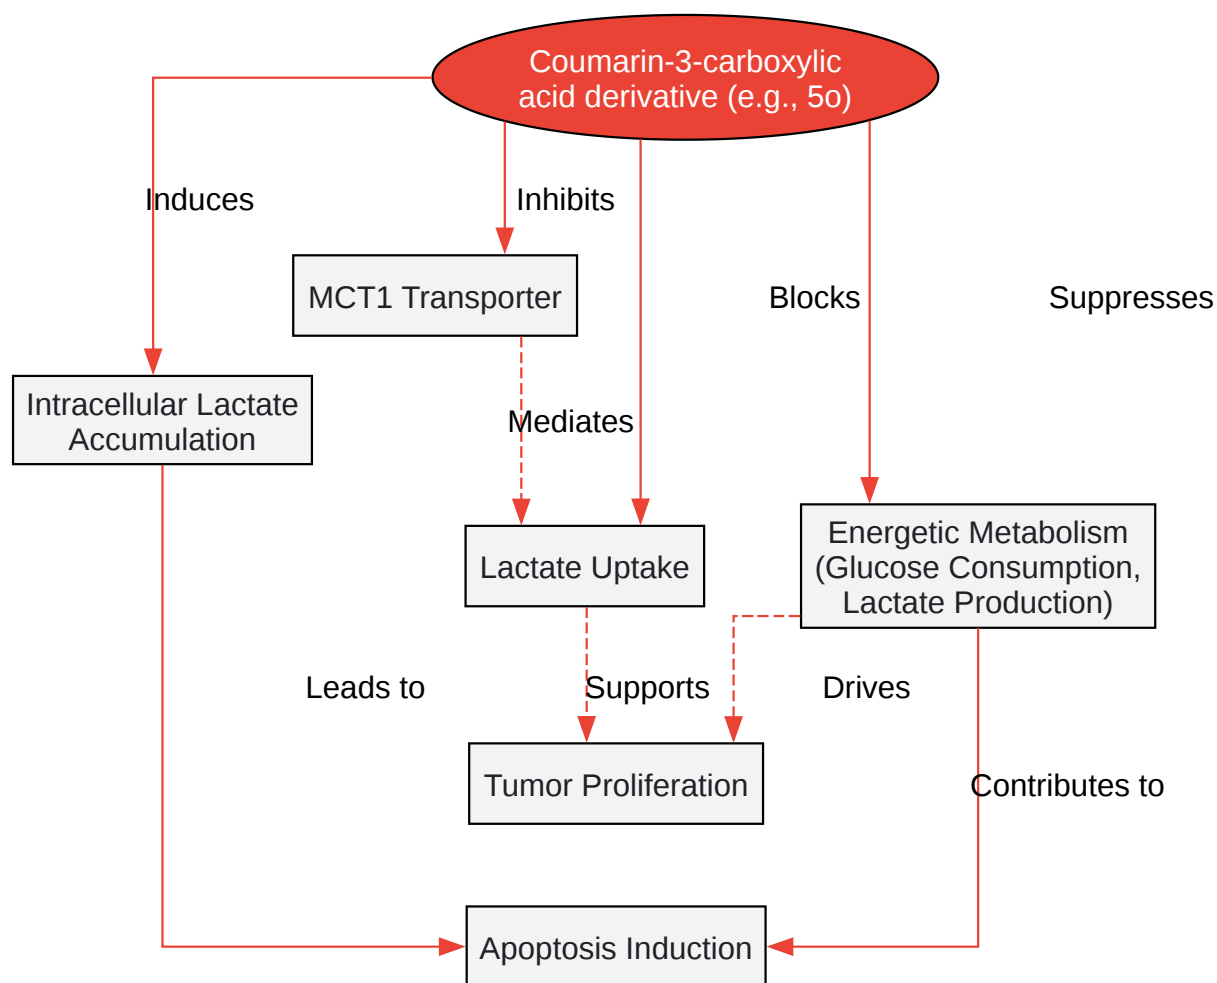 Coumarin-3-carboxylic
acid derivative (e.g., 5o)
Induces
Inhibits
MCT1 Transporter
Blocks
Suppresses
Intracellular Lactate
Accumulation
Mediates
Lactate Uptake
Energetic Metabolism
(Glucose Consumption,
Lactate Production)
Leads to
Supports
Drives
Tumor Proliferation
Contributes to
Apoptosis Induction